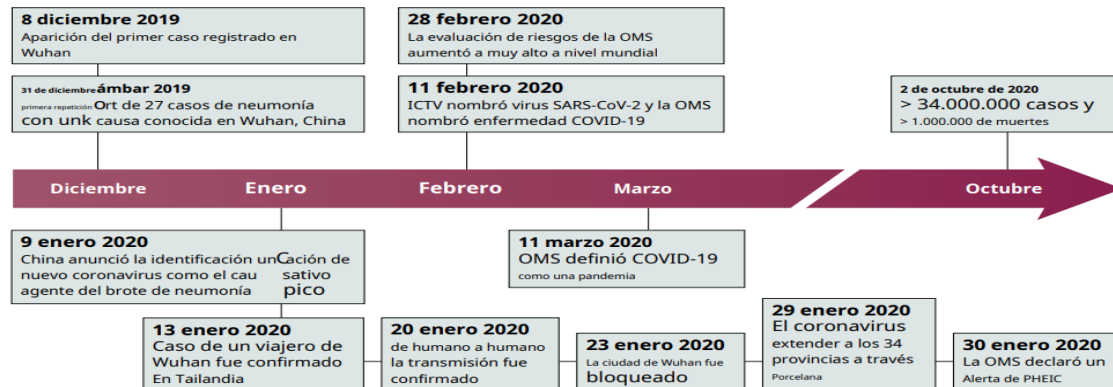 8 diciembre 2019
Aparición del primer caso registrado en
Wuhan
31 de diciembre ámbar 2019
primera repetición Ort de 27 casos de neumonía
con unk causa conocida en Wuhan, China
28 febrero 2020
La evaluación de riesgos de la OMS
aumentó a muy alto a nivel mundial
11 febrero 2020
ICTV nombró virus SARS-CoV-2 y la OMS
nombró enfermedad COVID-19
2 de octubre de 2020
> 34.000.000 casos y
> 1.000.000 de muertes
Diciembre Enero Febrero Marzo Octubre
9 enero 2020
China anunció la identificación unCación de
nuevo coronavirus como el cau sativo
agente del brote de neumonía pico
11 marzo 2020
OMS definió COVID-19
como una pandemia
13 enero 2020
Caso de un viajero de
Wuhan fue confirmado
En Tailandia
20 enero 2020
de humano a humano
la transmisión fue
confirmado
23 enero 2020
La ciudad de Wuhan fue
bloqueado
29 enero 2020
El coronavirus
extender a los 34
provincias a través
Porcelana
30 enero 2020
La OMS declaró un
Alerta de PHEIC